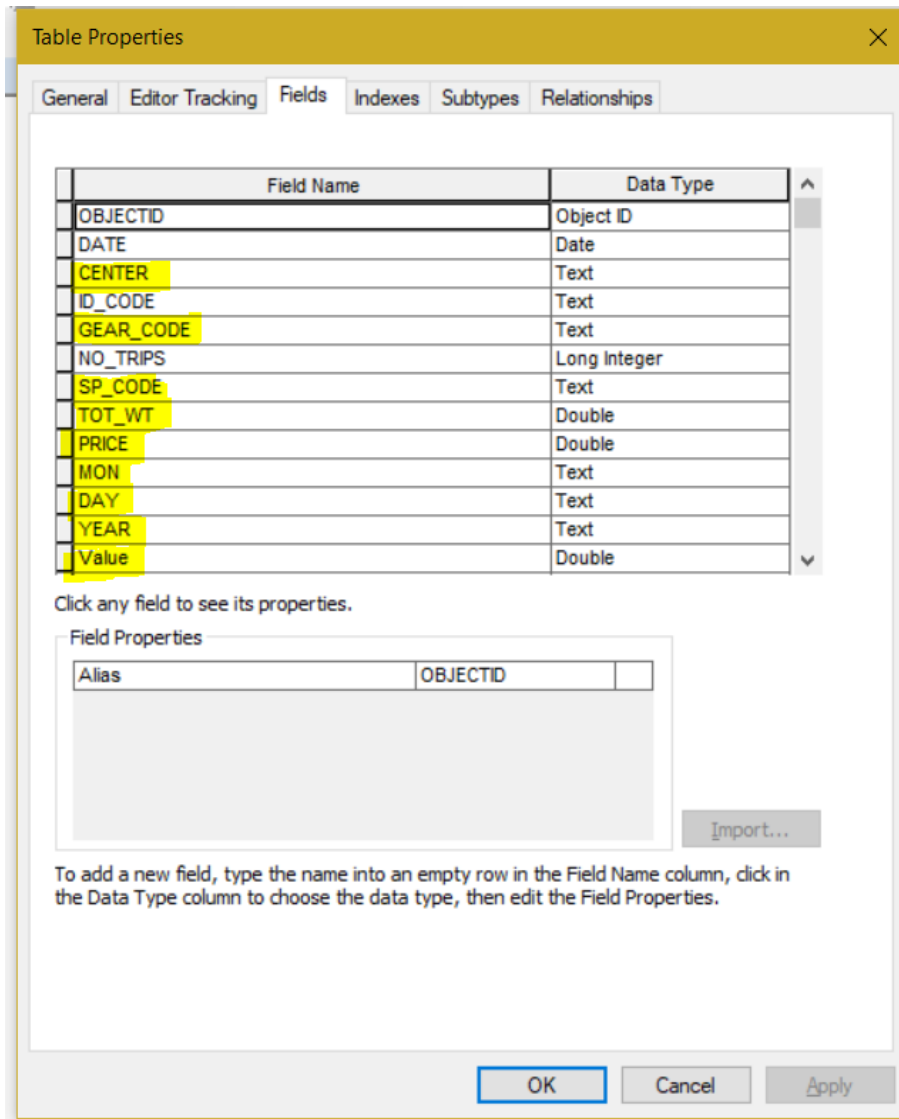 Table Properties
General Editor Tracking Fields Indexes Subtypes Relationships
Field Name Data Type
OBJECTID Object ID
DATE Date
CENTER Text
ID_CODE Text
GEAR_CODE Text
NO_TRIPS Long Integer
SP_CODE Text
TOT_WT Double
PRICE Double
MON Text
DAY Text
YEAR Text
Value Double
Click any field to see its properties.
Field Properties
Alias OBJECTID
Import...
To add a new field, type the name into an empty row in the Field Name column, click in
the Data Type column to choose the data type, then edit the Field Properties.
OK Cancel Apply